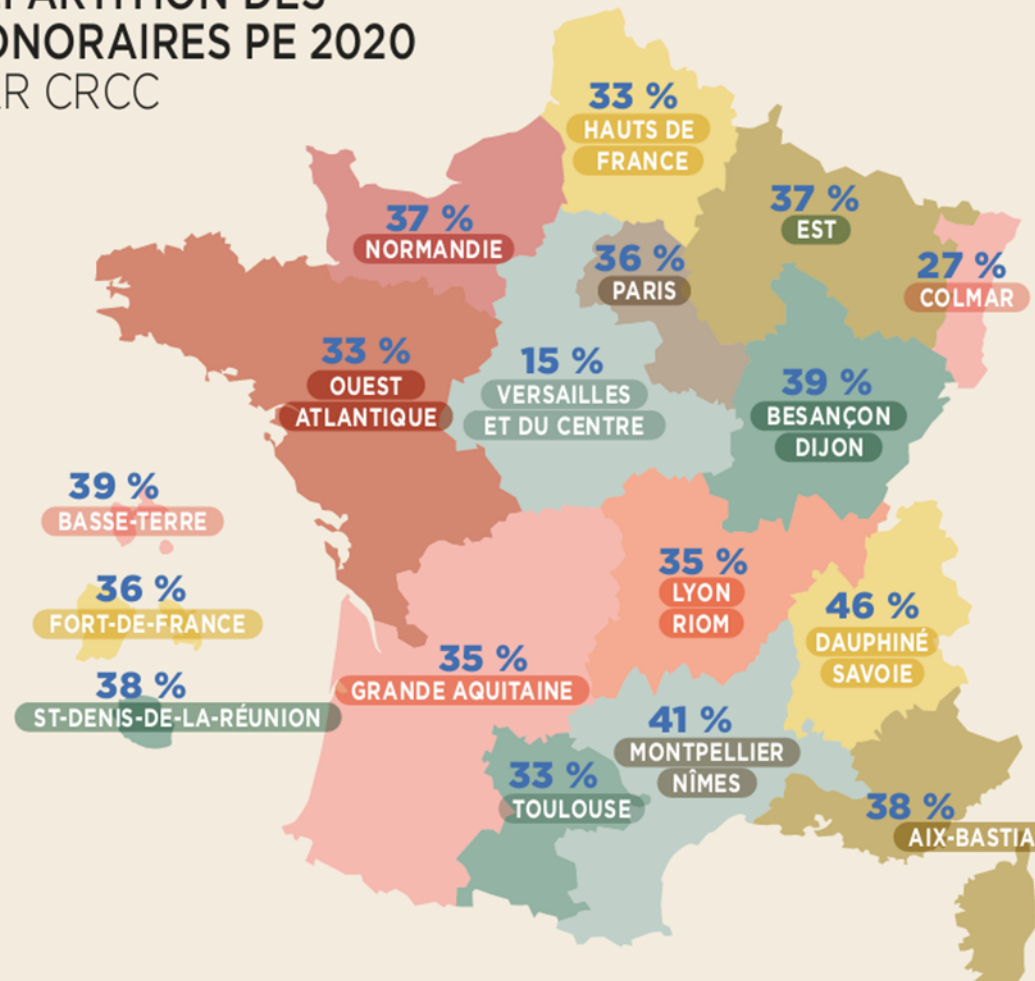 PARTITION DES
ONORAIRES PE 2020
R CRCC
33 %
HAUTS DE
FRANCE
37 %
NORMANDIE
37 %
EST
36 %
PARIS
27 %
COLMAR
33 %
OUEST
ATLANTIQUE
15 %
VERSAILLES
ET DU CENTRE
39 %
BESANÇON
DIJON
39 %
BASSE-TERRE
36 %
FORT-DE-FRANCE
38 %
ST-DENIS-DE-LA-RÉUNION
35 %
LYON
RIOM
46 %
DAUPHINÉ
SAVOIE
35 %
GRANDE AQUITAINE
41 %
MONTPELLIER
NÎMES
33 %
TOULOUSE
38 %
AIX-BASTIA